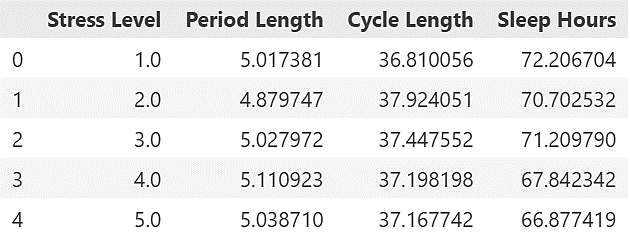 Stress Level Period Length Cycle Length Sleep Hours
0 1.0 5.017381 36.810056 72.206704
1 2.0 4.879747 37.924051 70.702532
2 3.0 5.027972 37.447552 71.209790
3 4.0 5.110923 37.198198 67.842342
4 5.0 5.038710 37.167742 66.877419